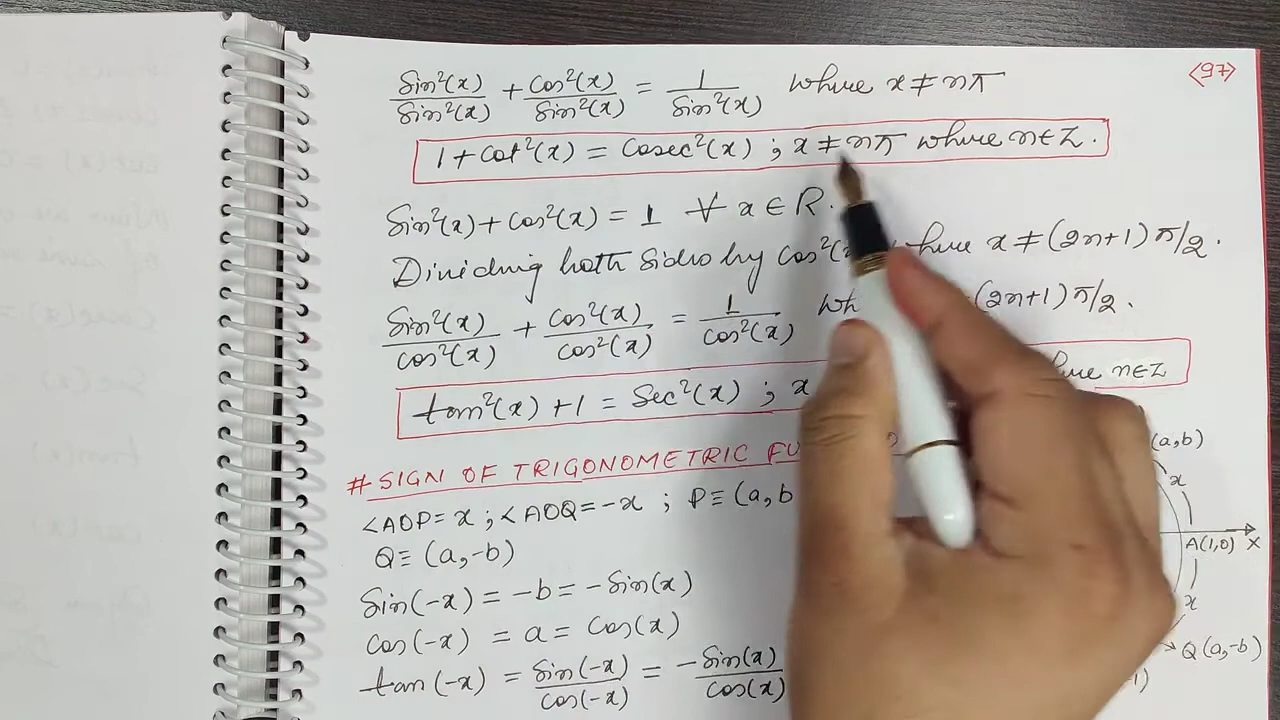 <97>
Sin²(x)/Sin²(x) + Cos²(x)/Sin²(x) = 1/Sin²(x) where x ≠ nπ
1 + cot²(x) = Cosec²(x) ; x ≠ nπ where n∈Z.
Sin²(x) + cos²(x) = 1 ∀ x ∈ R.
Dividing both sides by cos²(x) where x ≠ (2n+1)π/2.
Sin²(x)/cos²(x) + cos²(x)/cos²(x) = 1/cos²(x) (2n+1)π/2.
tan²(x) + 1 = Sec²(x) ; x where n∈Z
# SIGN OF TRIGONOMETRIC
∠AOP = x ; ∠AOQ = -x ; P ≡ (a, b
Q ≡ (a, -b)
Sin(-x) = -b = -Sin(x)
cos(-x) = a = cos(x)
tan(-x) = Sin(-x)/cos(-x) = -Sin(x)/cos(x)
(a, b)
x
A(1,0) X
x
Q(a, -b)